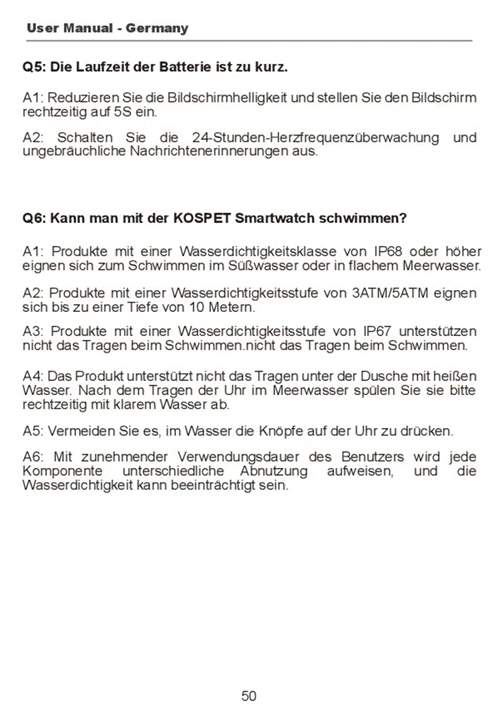 User Manual - Germany
Q5: Die Laufzeit der Batterie ist zu kurz.
A1: Reduzieren Sie die Bildschirmhelligkeit und stellen Sie den Bildschirm
rechtzeitig auf 5S ein.
A2: Schalten Sie die 24-Stunden-Herzfrequenzüberwachung und
ungebräuchliche Nachrichtenerinnerungen aus.
Q6: Kann man mit der KOSPET Smartwatch schwimmen?
A1: Produkte mit einer Wasserdichtigkeitsklasse von IP68 oder höher
eignen sich zum Schwimmen im Süßwasser oder in flachem Meerwasser.
A2: Produkte mit einer Wasserdichtigkeitsstufe von 3ATM/5ATM eignen
sich bis zu einer Tiefe von 10 Metern.
A3: Produkte mit einer Wasserdichtigkeitsstufe von IP67 unterstützen
nicht das Tragen beim Schwimmen.nicht das Tragen beim Schwimmen.
A4: Das Produkt unterstützt nicht das Tragen unter der Dusche mit heißen
Wasser. Nach dem Tragen der Uhr im Meerwasser spülen Sie sie bitte
rechtzeitig mit klarem Wasser ab.
A5: Vermeiden Sie es, im Wasser die Knöpfe auf der Uhr zu drücken.
A6: Mit zunehmender Verwendungsdauer des Benutzers wird jede
Komponente unterschiedliche Abnutzung aufweisen, und die
Wasserdichtigkeit kann beeinträchtigt sein.
50